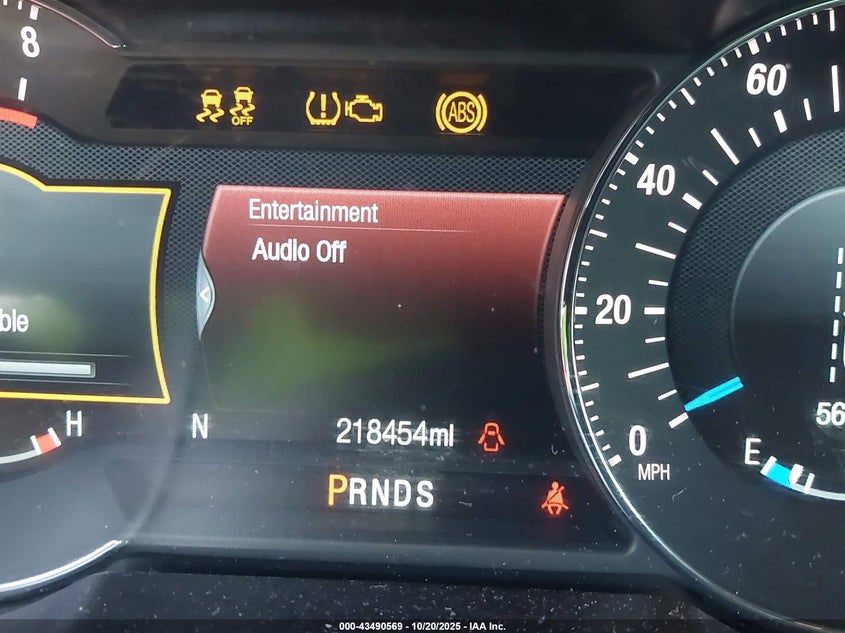 8
60
OFF
ABS
40
Entertainment
Audio Off
20
ble
H
N
218454mi
56
0
E
MPH
PRNDS
000-43490569 - 10/20/2025 - IAA Inc.